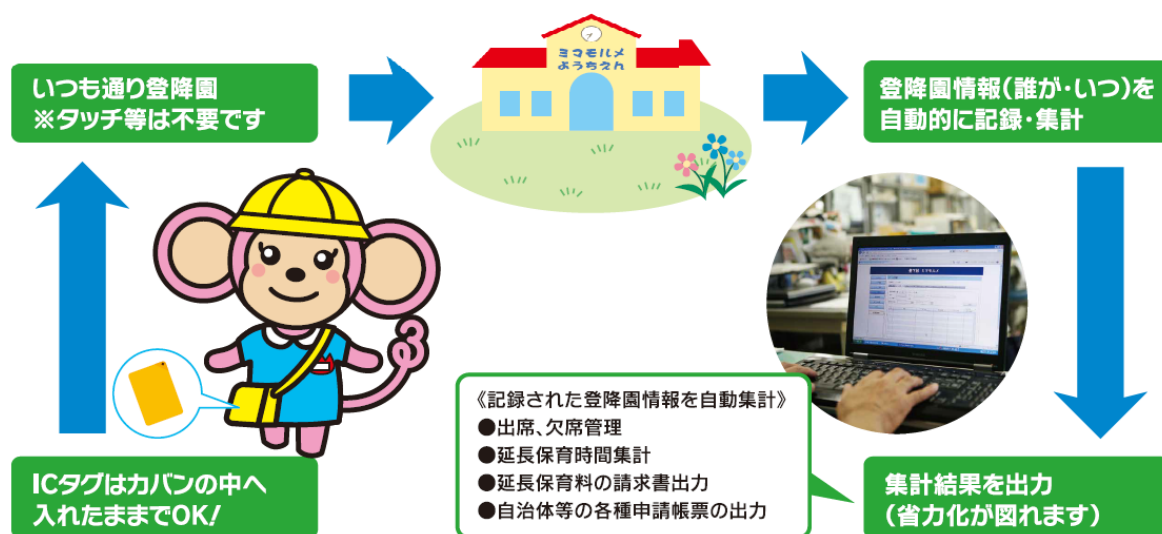 いつも通り登降園
※タッチ等は不要です
ミマモルメ
ようちえん
登降園情報(誰が・いつ)を
自動的に記録・集計
ICタグはカバンの中へ
入れたままでOK!
《記録された登降園情報を自動集計》
●出席、欠席管理
●延長保育時間集計
●延長保育料の請求書出力
●自治体等の各種申請帳票の出力
集計結果を出力
(省力化が図れます)